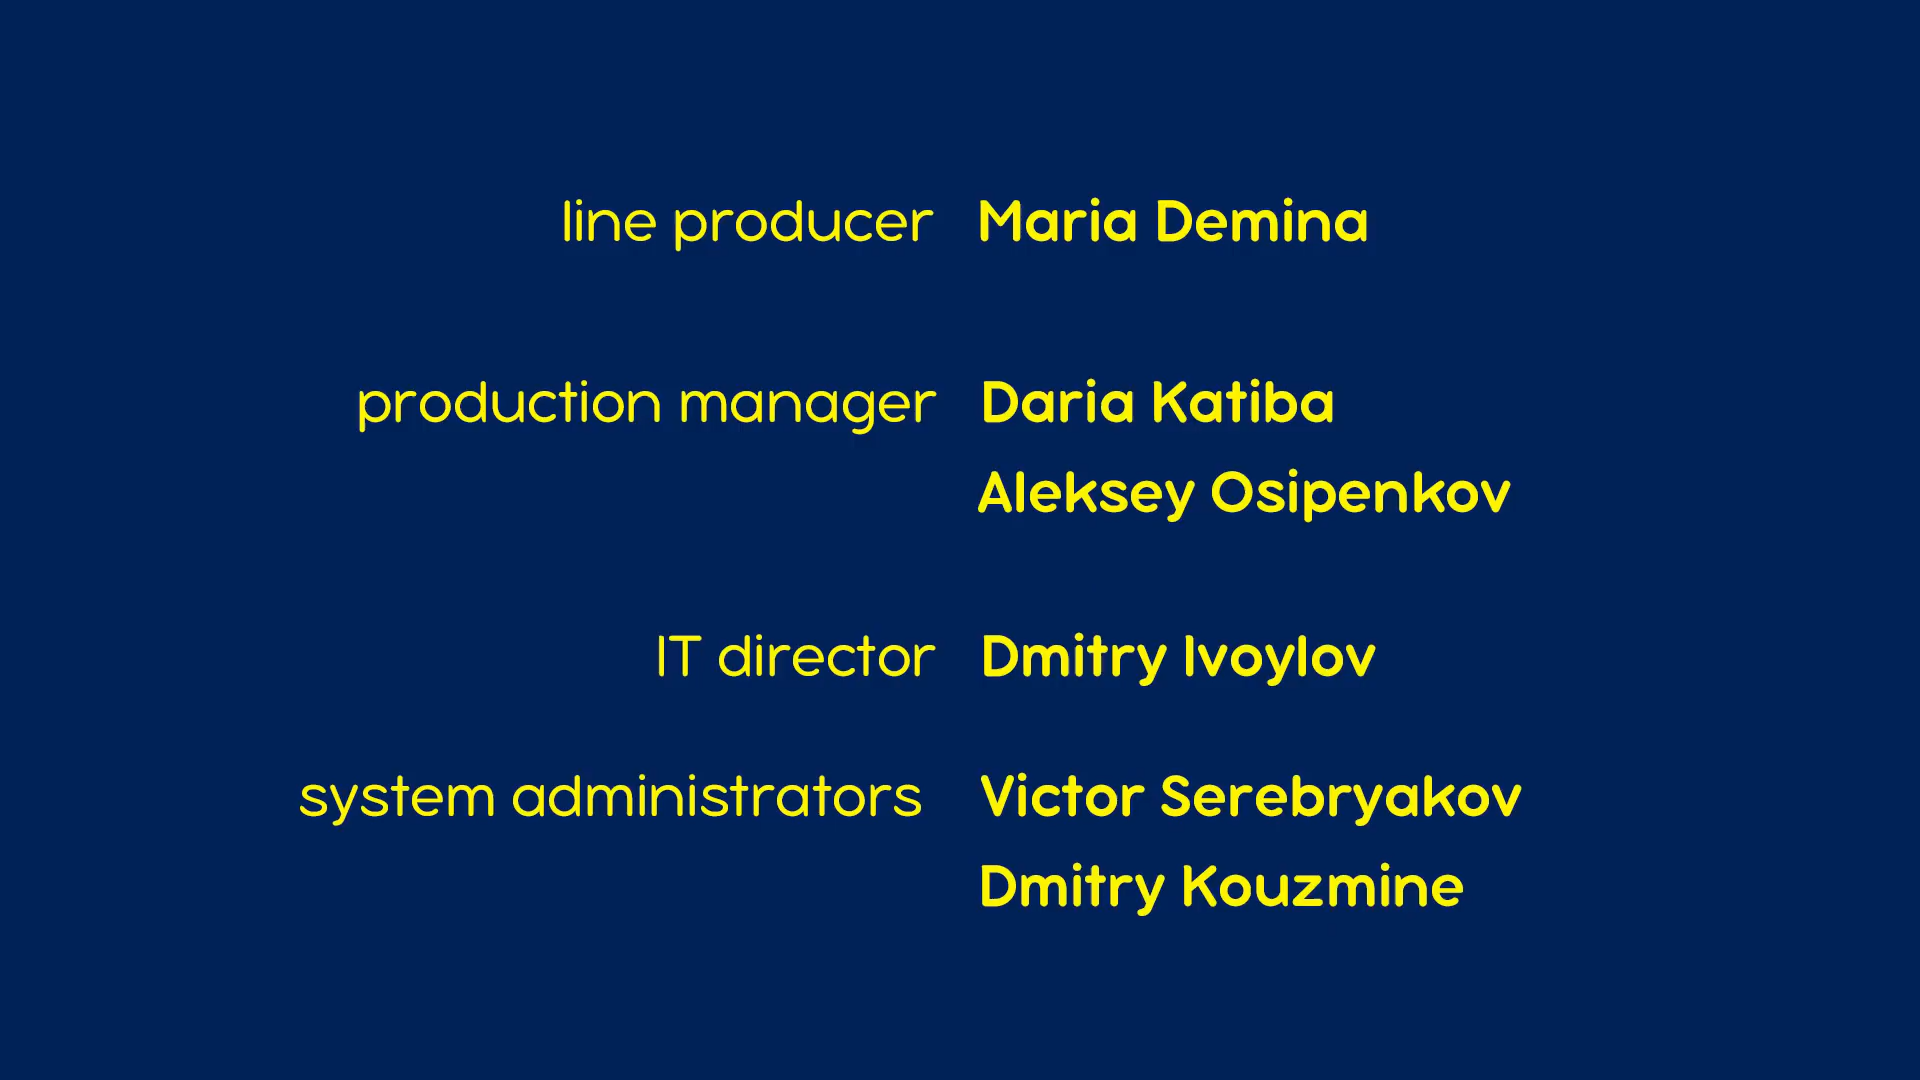 line producer Maria Demina
production manager Daria Katiba
Aleksey Osipenkov
IT director Dmitry Ivoylov
system administrators Victor Serebryakov
Dmitry Kouzmine